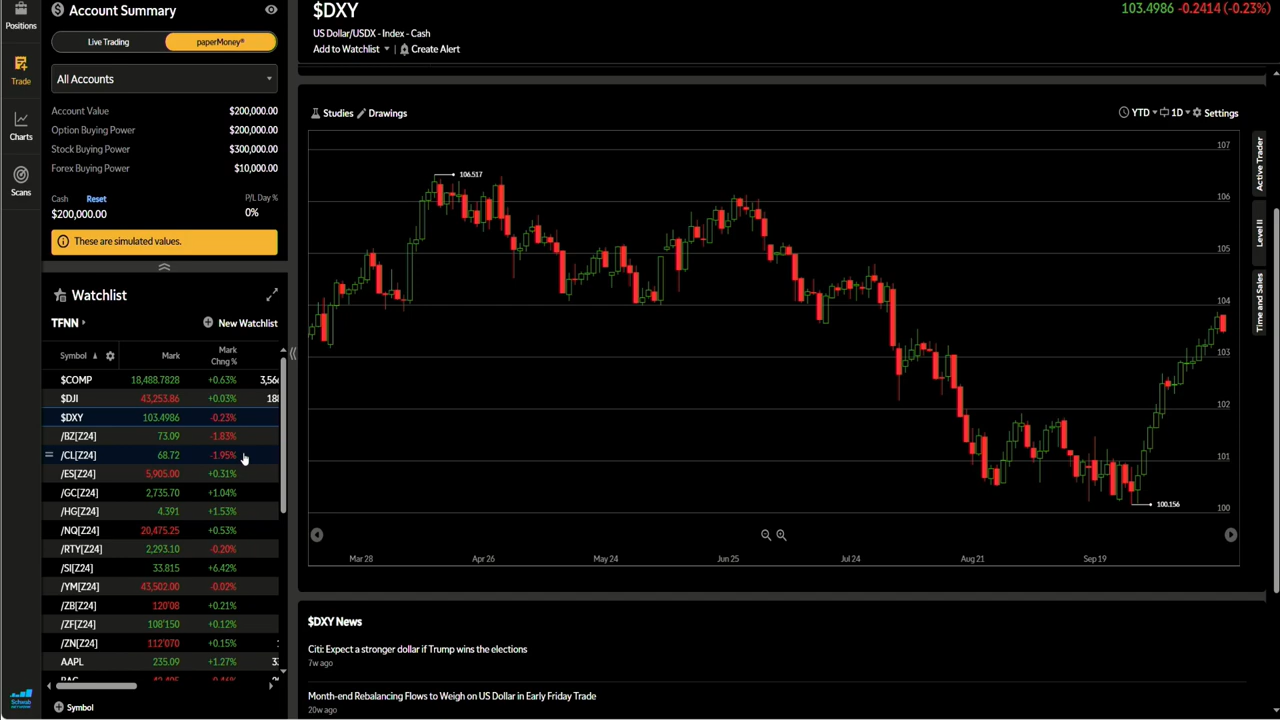 Positions
Trade
Charts
Scans
Schwab
NETWORK
Account Summary
Live Trading paperMoney®
All Accounts
Account Value $200,000.00
Option Buying Power $200,000.00
Stock Buying Power $300,000.00
Forex Buying Power $10,000.00
Cash Reset P/L Day %
$200,000.00 0%
These are simulated values.
Watchlist
TFNN New Watchlist
Symbol Mark Mark Chng %
$COMP 18,488.7828 +0.63% 3,56
$DJI 43,253.86 +0.03% 18
$DXY 103.4986 -0.23%
/BZ[Z24] 73.09 -1.83%
/CL[Z24] 68.72 -1.95%
/ES[Z24] 5,905.00 +0.31%
/GC[Z24] 2,735.70 +1.04%
/HG[Z24] 4.391 +1.53%
/NQ[Z24] 20,475.25 +0.53%
/RTY[Z24] 2,293.10 -0.20%
/SI[Z24] 33.815 +6.42%
/YM[Z24] 43,502.00 -0.02%
/ZB[Z24] 120'08 +0.21%
/ZF[Z24] 108'150 +0.12%
/ZN[Z24] 112'070 +0.15%
AAPL 235.09 +1.27%
Symbol
$DXY 103.4986 -0.2414 (-0.23%)
US Dollar/USDX - Index - Cash
Add to Watchlist Create Alert
Studies Drawings YTD 1D Settings
107
106.517
106
105
104
103
102
101
100.156
100
Mar 28 Apr 26 May 24 Jun 25 Jul 24 Aug 21 Sep 19
Active Trader
Level II
Time and Sales
$DXY News
Citi: Expect a stronger dollar if Trump wins the elections
7w ago
Month-end Rebalancing Flows to Weigh on US Dollar in Early Friday Trade
20w ago